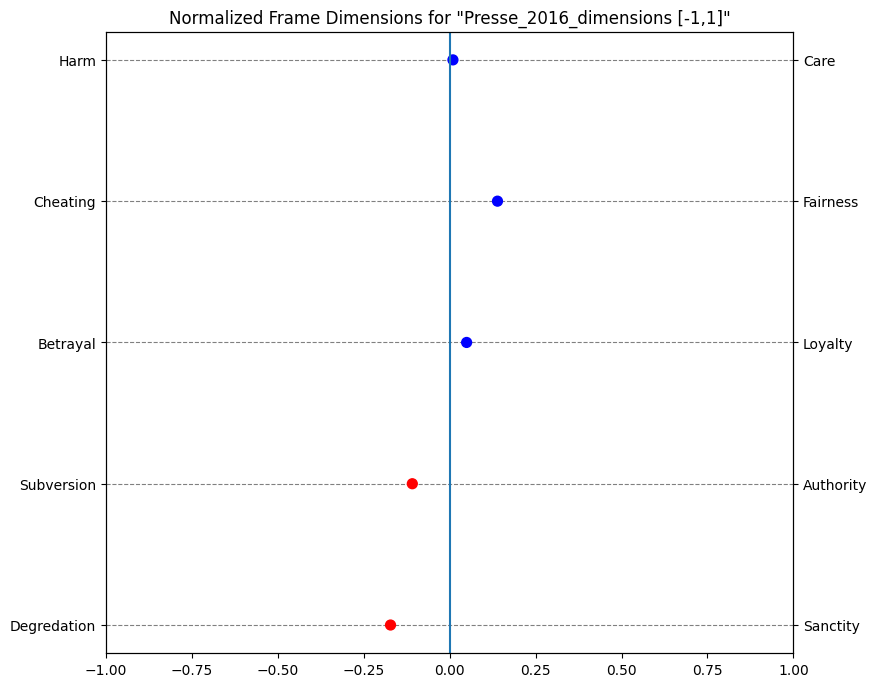 Normalized Frame Dimensions for "Presse_2016_dimensions [-1,1]"
Harm Care
Cheating Fairness
Betrayal Loyalty
Subversion Authority
Degredation Sanctity
−1.00 −0.75 −0.50 −0.25 0.00 0.25 0.50 0.75 1.00